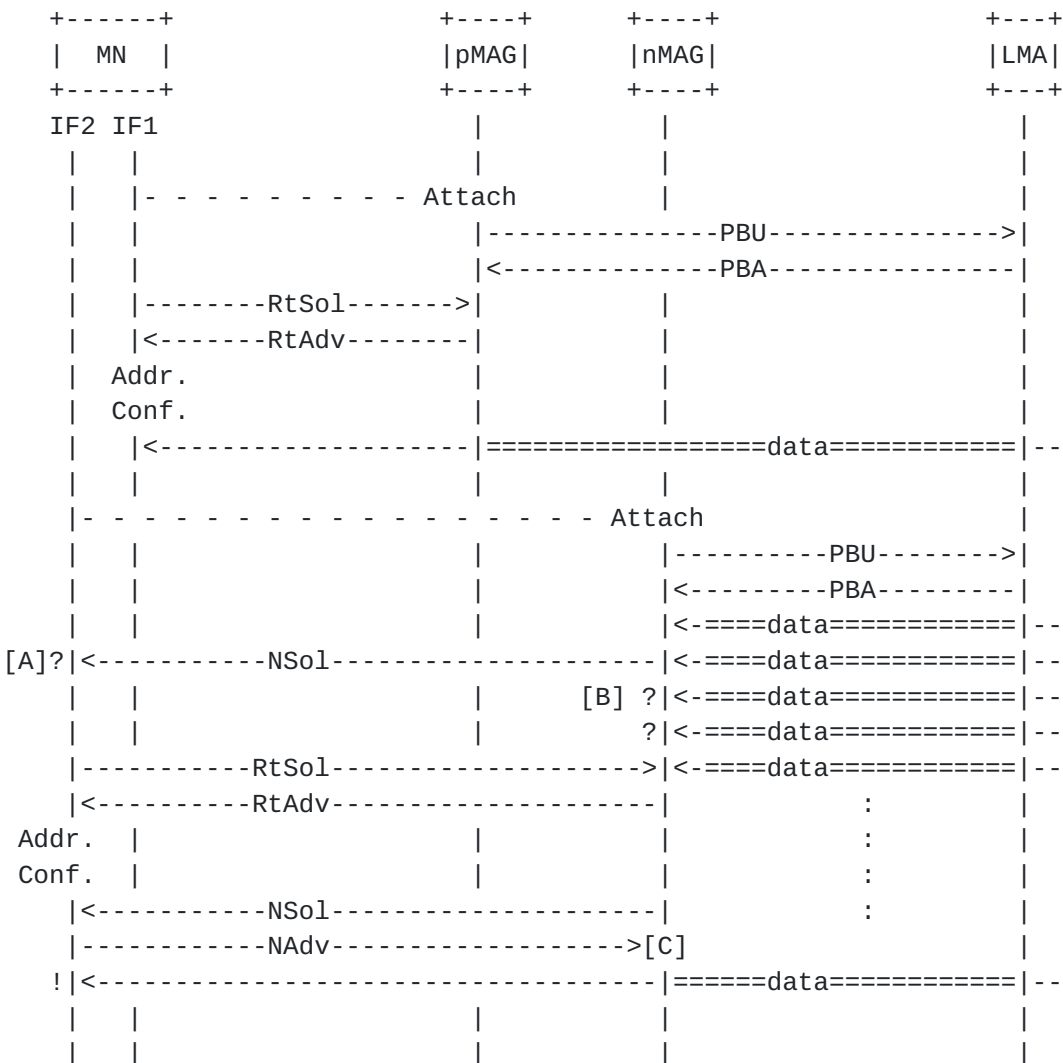 +------+                 +----+      +----+                 +---+
|  MN  |                 |pMAG|      |nMAG|                 |LMA|
+------+                 +----+      +----+                 +---+
IF2 IF1                    |           |                      |
 |   |                     |           |                      |
 |   |- - - - - - - - - Attach         |                      |
 |   |                     |---------------PBU--------------->|
 |   |                     |<--------------PBA----------------|
 |   |--------RtSol------->|           |                      |
 |   |<-------RtAdv--------|           |                      |
 |  Addr.                  |           |                      |
 |  Conf.                  |           |                      |
 |   |<--------------------|==================data============|--
 |   |                     |           |                      |
 |- - - - - - - - - - - - - - - - - Attach                    |
 |   |                     |           |----------PBU-------->|
 |   |                     |           |<---------PBA---------|
 |   |                     |           |<-====data============|--
[A]?|<-----------NSol---------------------|<-====data============|--
 |   |                     |     [B] ?|<-====data============|--
 |   |                     |         ?|<-====data============|--
 |-----------RtSol-------------------->|<-====data============|--
 |<----------RtAdv---------------------|            :         |
Addr.  |                     |           |            :         |
Conf.  |                     |           |            :         |
 |<-----------NSol---------------------|            :         |
 |------------NAdv------------------->[C]                     |
!|<------------------------------------|======data============|--
 |   |                     |           |                      |
 |   |                     |           |                      |